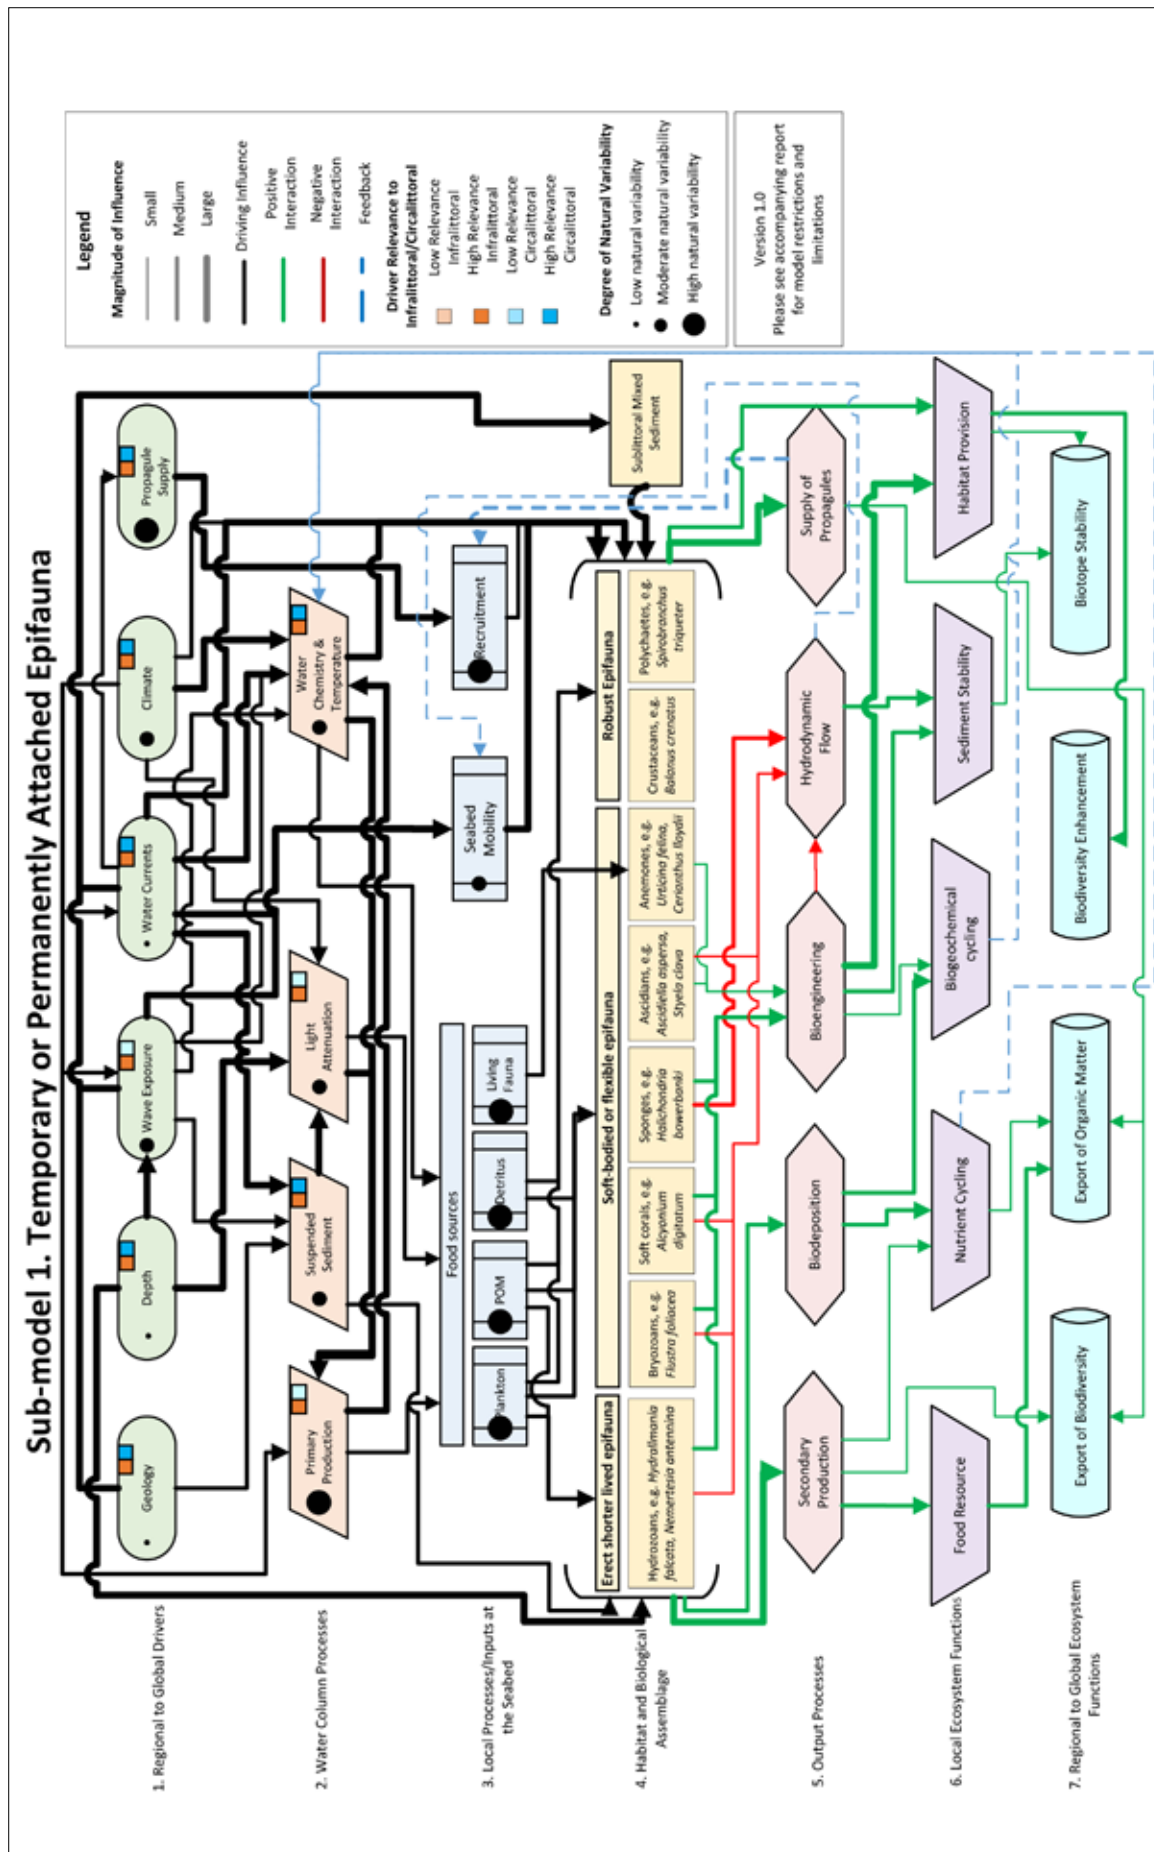 Sub-model 1. Temporary or Permanently Attached Epifauna
1. Regional to Global Drivers
Geology
Depth
Wave Exposure
Water Currents
Climate
Propagule
Supply
2. Water Column Processes
Primary
Production
Suspended
Sediment
Light
Attenuation
Water
Chemistry &
Temperature
3. Local Processes/Inputs at
the Seabed
Food sources
Plankton
POM
Detritus
Living
Fauna
Seabed
Mobility
Recruitment
4. Habitat and Biological
Assemblage
Erect shorter lived epifauna
Hydrozoans, e.g. Hydrallmania
falcata, Nemertesia antennina
Soft-bodied or flexible epifauna
Bryozoans, e.g.
Flustra foliacea
Soft corals, e.g.
Alcyonium
digitatum
Sponges, e.g.
Halichondria
bowerbanki
Ascidians, e.g.
Ascidiella aspersa,
Styela clava
Anemones, e.g.
Urticina felina,
Cerianthus lloydii
Robust Epifauna
Crustaceans, e.g.
Balanus crenatus
Polychaetes, e.g.
Spirobranchus
triqueter
Sublittoral Mixed
Sediment
5. Output Processes
Secondary
Production
Biodeposition
Bioengineering
Hydrodynamic
Flow
Supply of
Propagules
6. Local Ecosystem Functions
Food Resource
Nutrient Cycling
Biogeochemical
cycling
Sediment Stability
Habitat Provision
7. Regional to Global Ecosystem
Functions
Export of Biodiversity
Export of Organic Matter
Biodiversity Enhancement
Biotope Stability
Legend
Magnitude of Influence
Small
Medium
Large
Driving Influence
Positive
Interaction
Negative
Interaction
Feedback
Driver Relevance to
Infralittoral/Circalittoral
Low Relevance
Infralittoral
High Relevance
Infralittoral
Low Relevance
Circalittoral
High Relevance
Circalittoral
Degree of Natural Variability
Low natural variability
Moderate natural variability
High natural variability
Version 1.0
Please see accompanying report
for model restrictions and
limitations